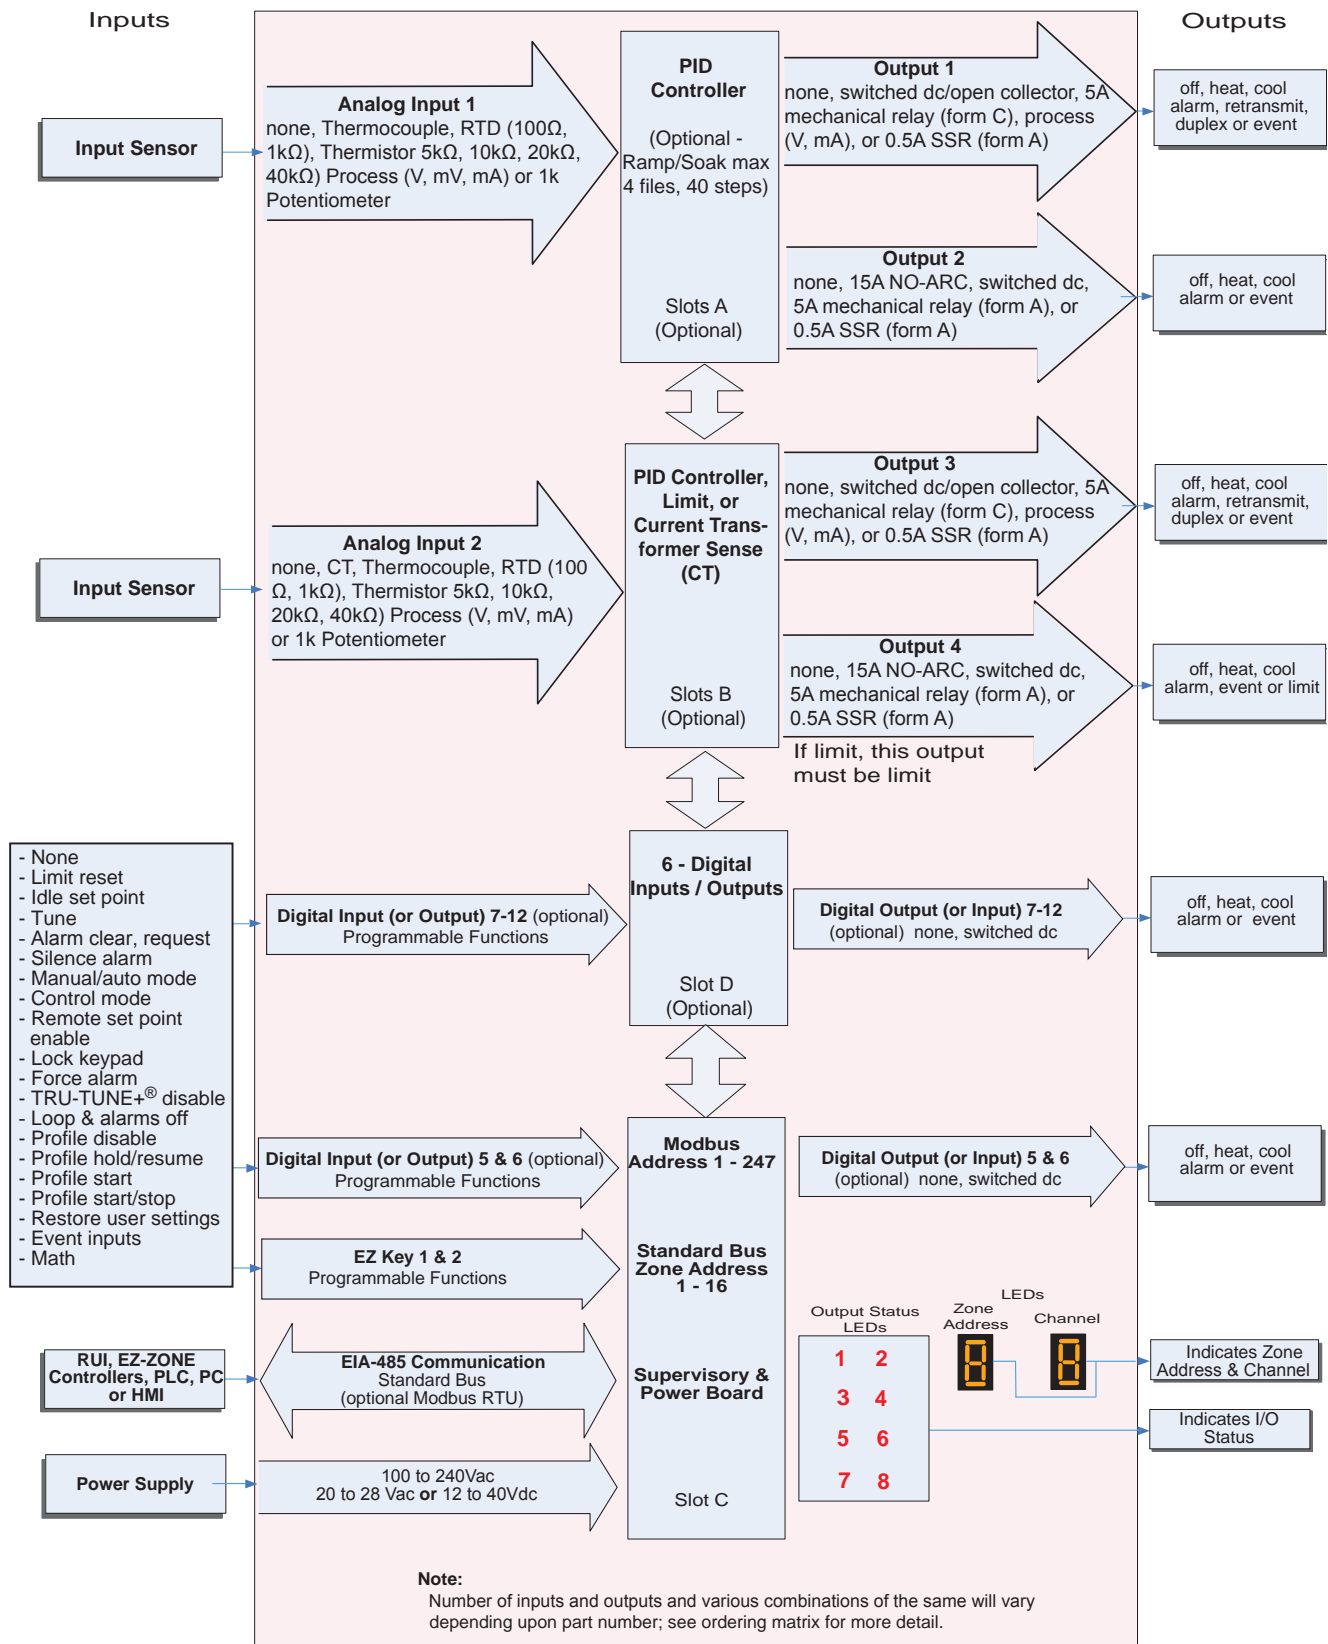 Inputs
Outputs
Input Sensor
Analog Input 1
none, Thermocouple, RTD (100Ω,
1kΩ), Thermistor 5kΩ, 10kΩ, 20kΩ,
40kΩ) Process (V, mV, mA) or 1k
Potentiometer
PID
Controller
(Optional -
Ramp/Soak max
4 files, 40 steps)
Slots A
(Optional)
Output 1
none, switched dc/open collector, 5A
mechanical relay (form C), process
(V, mA), or 0.5A SSR (form A)
off, heat, cool
alarm, retransmit,
duplex or event
Output 2
none, 15A NO-ARC, switched dc,
5A mechanical relay (form A), or
0.5A SSR (form A)
off, heat, cool
alarm or event
Input Sensor
Analog Input 2
none, CT, Thermocouple, RTD (100
Ω, 1kΩ), Thermistor 5kΩ, 10kΩ,
20kΩ, 40kΩ) Process (V, mV, mA)
or 1k Potentiometer
PID Controller,
Limit, or
Current Trans-
former Sense
(CT)
Slots B
(Optional)
Output 3
none, switched dc/open collector, 5A
mechanical relay (form C), process
(V, mA), or 0.5A SSR (form A)
off, heat, cool
alarm, retransmit,
duplex or event
Output 4
none, 15A NO-ARC, switched dc,
5A mechanical relay (form A), or
0.5A SSR (form A)
If limit, this output
must be limit
off, heat, cool
alarm, event or limit
- None
- Limit reset
- Idle set point
- Tune
- Alarm clear, request
- Silence alarm
- Manual/auto mode
- Control mode
- Remote set point
enable
- Lock keypad
- Force alarm
- TRU-TUNE+® disable
- Loop & alarms off
- Profile disable
- Profile hold/resume
- Profile start
- Profile start/stop
- Restore user settings
- Event inputs
- Math
Digital Input (or Output) 7-12 (optional)
Programmable Functions
6 - Digital
Inputs / Outputs
Slot D
(Optional)
Digital Output (or Input) 7-12
(optional) none, switched dc
off, heat, cool
alarm or event
Digital Input (or Output) 5 & 6 (optional)
Programmable Functions
Modbus
Address 1 - 247
Digital Output (or Input) 5 & 6
(optional) none, switched dc
off, heat, cool
alarm or event
EZ Key 1 & 2
Programmable Functions
Standard Bus
Zone Address
1 - 16
RUI, EZ-ZONE
Controllers, PLC, PC
or HMI
EIA-485 Communication
Standard Bus
(optional Modbus RTU)
Supervisory &
Power Board
Power Supply
100 to 240Vac
20 to 28 Vac or 12 to 40Vdc
Slot C
Output Status
LEDs
1 2
3 4
5 6
7 8
LEDs
Zone
Address
Channel
8 8
Indicates Zone
Address & Channel
Indicates I/O
Status
Note:
Number of inputs and outputs and various combinations of the same will vary
depending upon part number; see ordering matrix for more detail.